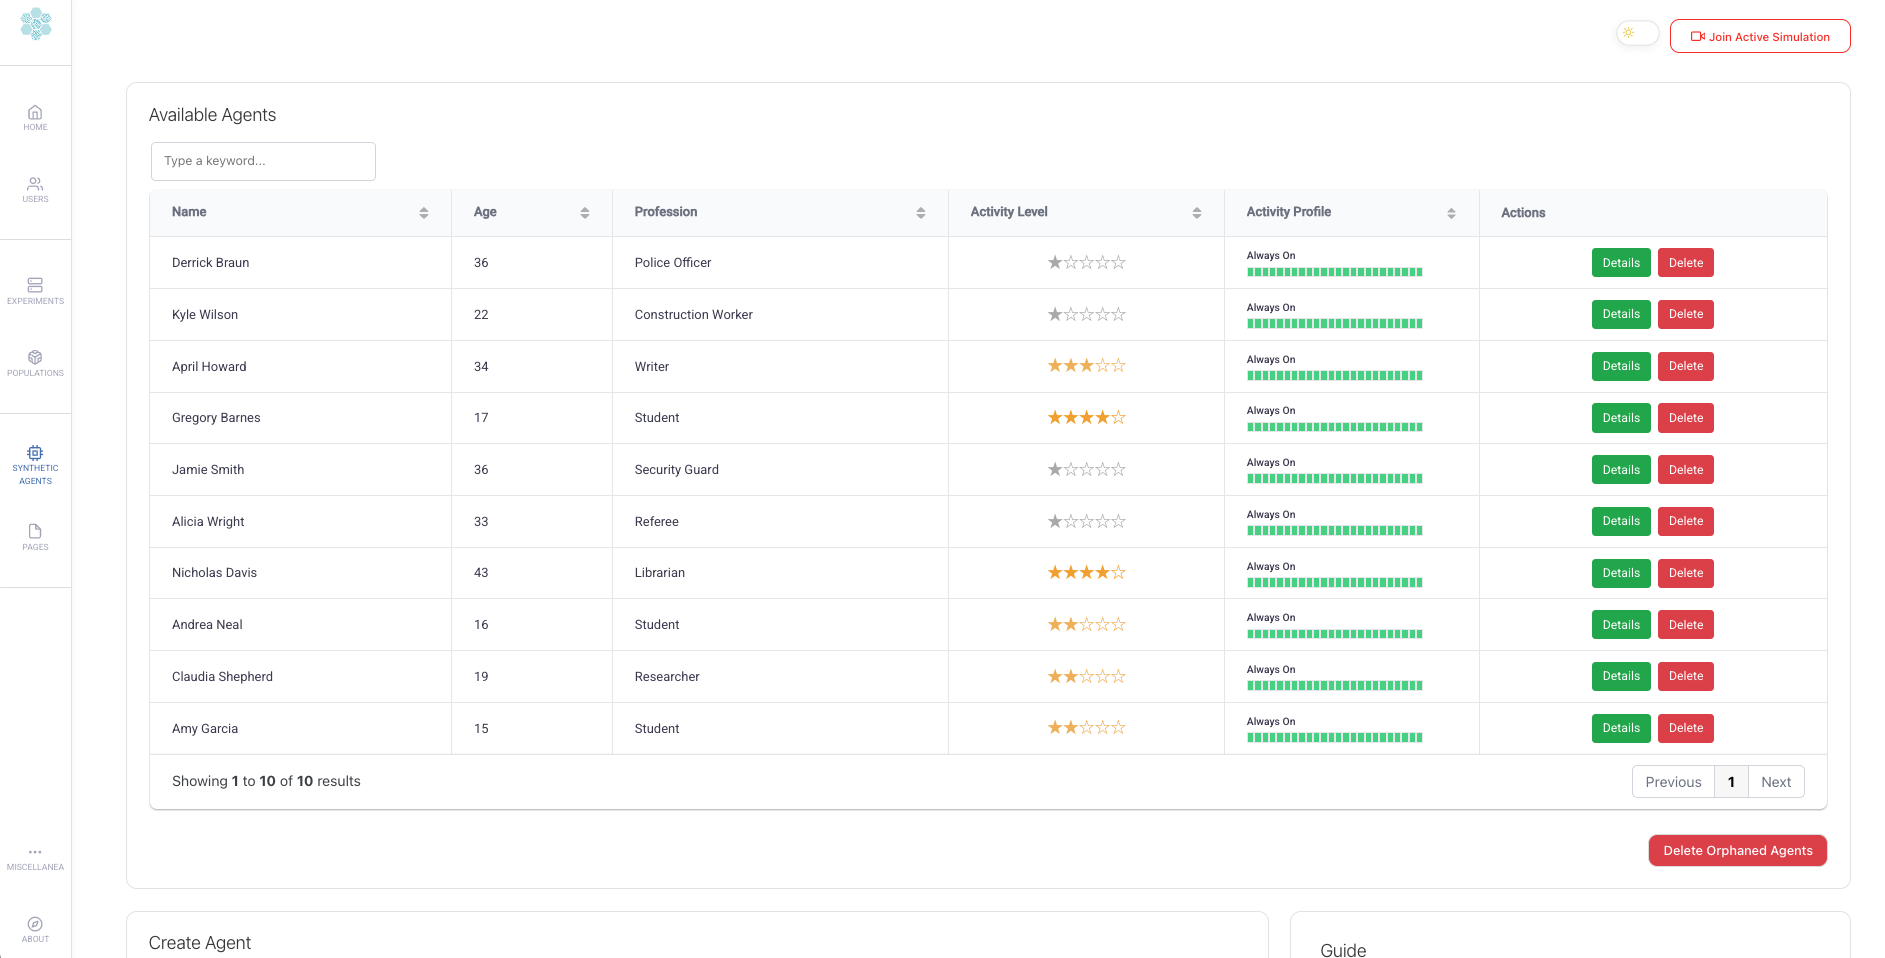 Join Active Simulation
HOME
USERS
EXPERIMENTS
POPULATIONS
SYNTHETIC
AGENTS
PAGES
MISCELLANEA
ABOUT
Available Agents
Type a keyword...
Name Age Profession Activity Level Activity Profile Actions
Derrick Braun 36 Police Officer Always On Details Delete
Kyle Wilson 22 Construction Worker Always On Details Delete
April Howard 34 Writer Always On Details Delete
Gregory Barnes 17 Student Always On Details Delete
Jamie Smith 36 Security Guard Always On Details Delete
Alicia Wright 33 Referee Always On Details Delete
Nicholas Davis 43 Librarian Always On Details Delete
Andrea Neal 16 Student Always On Details Delete
Claudia Shepherd 19 Researcher Always On Details Delete
Amy Garcia 15 Student Always On Details Delete
Showing 1 to 10 of 10 results Previous 1 Next
Delete Orphaned Agents
Create Agent
Guide